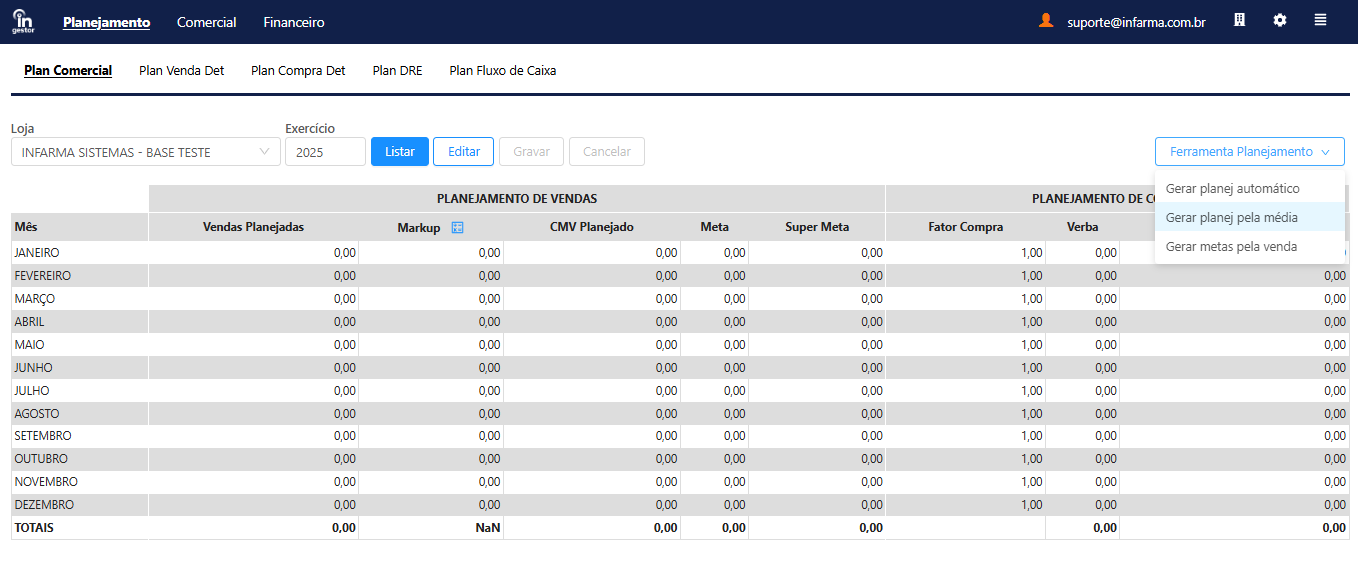 in gestor Planejamento Comercial Financeiro suporte@infarma.com.br
Plan Comercial Plan Venda Det Plan Compra Det Plan DRE Plan Fluxo de Caixa
Loja Exercício
INFARMA SISTEMAS - BASE TESTE 2025 Listar Editar Gravar Cancelar Ferramenta Planejamento
Gerar planej automático
Gerar planej pela média
Gerar metas pela venda
PLANEJAMENTO DE VENDAS PLANEJAMENTO DE
Mês Vendas Planejadas Markup CMV Planejado Meta Super Meta Fator Compra Verba
JANEIRO 0,00 0,00 0,00 0,00 0,00 1,00 0,00
FEVEREIRO 0,00 0,00 0,00 0,00 0,00 1,00 0,00 0,00
MARÇO 0,00 0,00 0,00 0,00 0,00 1,00 0,00 0,00
ABRIL 0,00 0,00 0,00 0,00 0,00 1,00 0,00 0,00
MAIO 0,00 0,00 0,00 0,00 0,00 1,00 0,00 0,00
JUNHO 0,00 0,00 0,00 0,00 0,00 1,00 0,00 0,00
JULHO 0,00 0,00 0,00 0,00 0,00 1,00 0,00 0,00
AGOSTO 0,00 0,00 0,00 0,00 0,00 1,00 0,00 0,00
SETEMBRO 0,00 0,00 0,00 0,00 0,00 1,00 0,00 0,00
OUTUBRO 0,00 0,00 0,00 0,00 0,00 1,00 0,00 0,00
NOVEMBRO 0,00 0,00 0,00 0,00 0,00 1,00 0,00 0,00
DEZEMBRO 0,00 0,00 0,00 0,00 0,00 1,00 0,00 0,00
TOTAIS 0,00 NaN 0,00 0,00 0,00 0,00 0,00